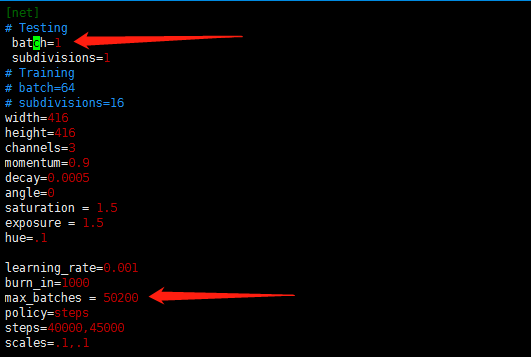 [net]
# Testing
batch=1
subdivisions=1
# Training
# batch=64
# subdivisions=16
width=416
height=416
channels=3
momentum=0.9
decay=0.0005
angle=0
saturation = 1.5
exposure = 1.5
hue=.1
learning_rate=0.001
burn_in=1000
max_batches = 50200
policy=steps
steps=40000,45000
scales=.1,.1